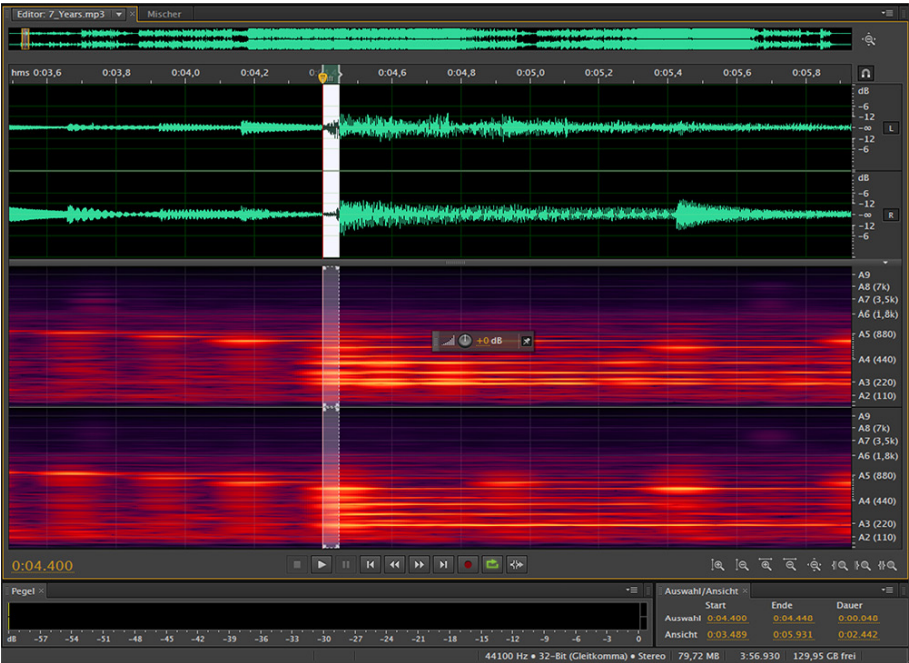 Editor: 7_Years.mp3 Mischer
hms 0:03,6 0:03,8 0:04,0 0:04,2 0:04,6 0:04,8 0:05,0 0:05,2 0:05,4 0:05,6 0:05,8
dB
-6
-12
-∞ L
-12
-6
dB
-6
-12
-∞ R
-12
-6
A9
A8 (7k)
A7 (3,5k)
A6 (1,8k)
A5 (880)
+0 dB
A4 (440)
A3 (220)
A2 (110)
A9
A8 (7k)
A7 (3,5k)
A6 (1,8k)
A5 (880)
A4 (440)
A3 (220)
A2 (110)
0:04.400
Pegel
dB -57 -54 -51 -48 -45 -42 -39 -36 -33 -30 -27 -24 -21 -18 -15 -12 -9 -6 -3 0
Auswahl/Ansicht
Start Ende Dauer
Auswahl 0:04.400 0:04.448 0:00.048
Ansicht 0:03.489 0:05.931 0:02.442
44100 Hz • 32-Bit (Gleitkomma) • Stereo 79,72 MB 3:56.930 129,95 GB frei